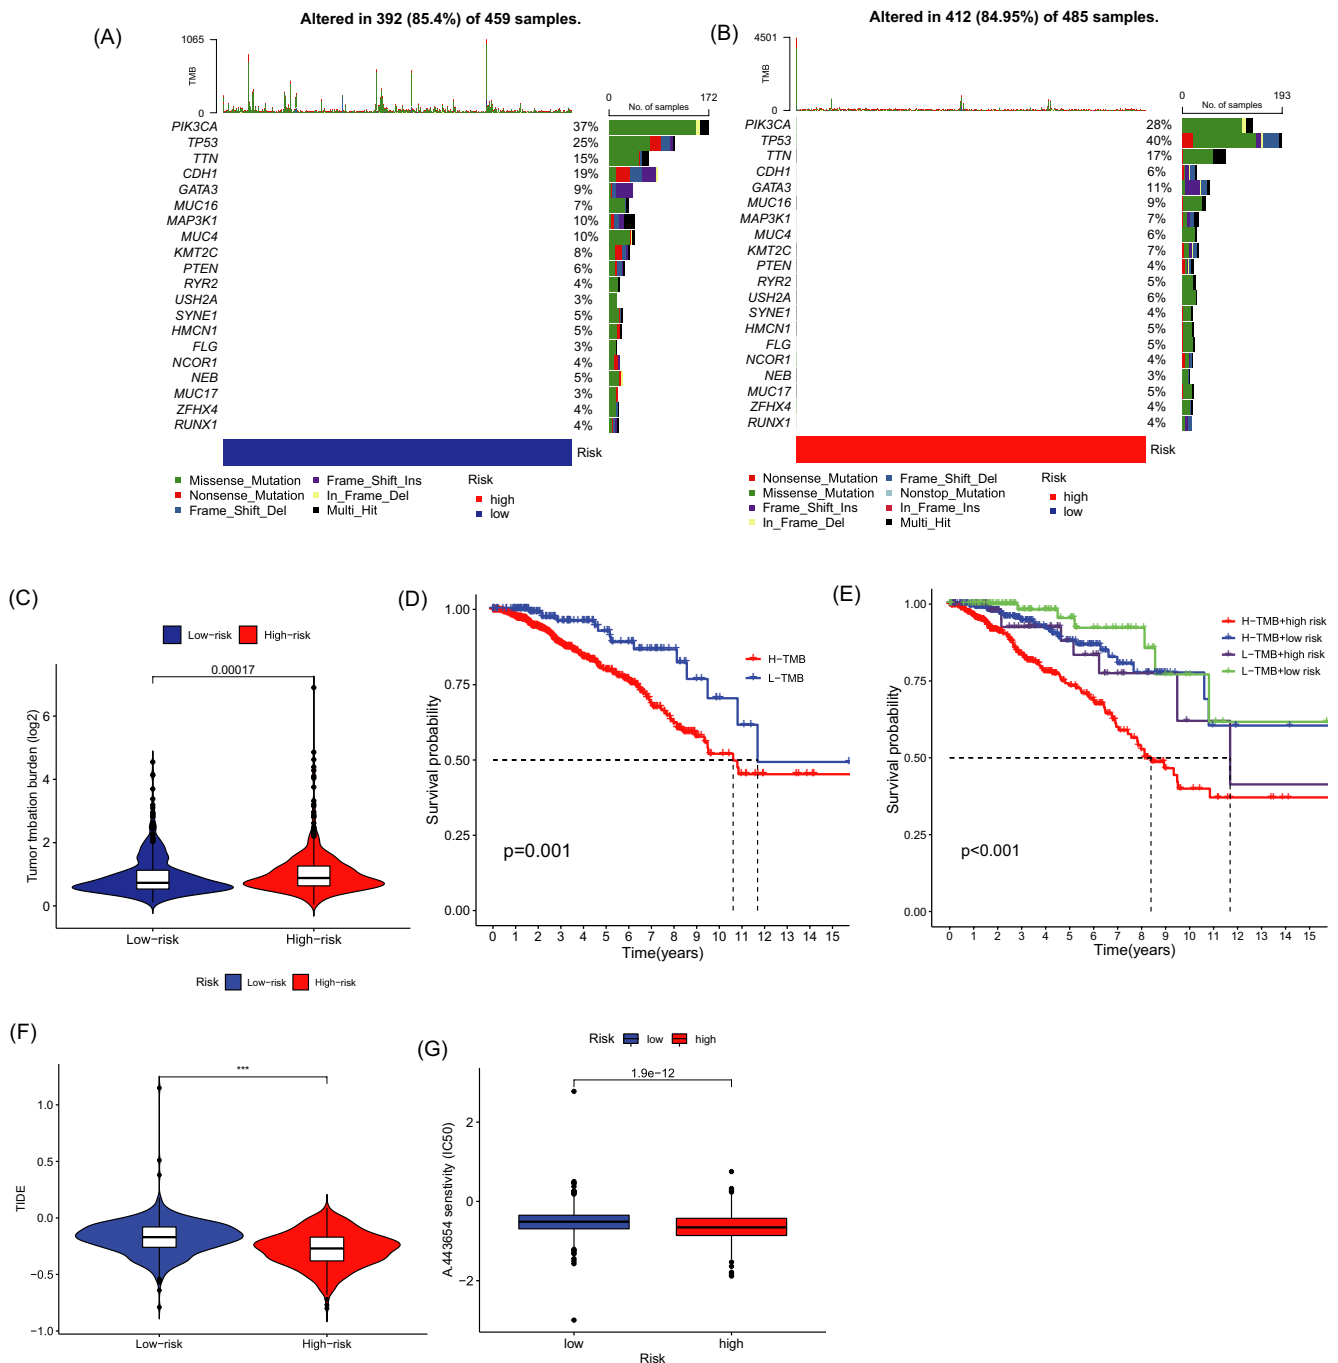 (A)
Altered in 392 (85.4%) of 459 samples.
1065
TMB
0
0
172
No. of samples
PIK3CA 37%
TP53 25%
TTN 15%
CDH1 19%
GATA3 9%
MUC16 7%
MAP3K1 10%
MUC4 10%
KMT2C 8%
PTEN 6%
RYR2 4%
USH2A 3%
SYNE1 5%
HMCN1 5%
FLG 3%
NCOR1 4%
NEB 5%
MUC17 3%
ZFHX4 4%
RUNX1 4%
Risk
Missense_Mutation
Nonsense_Mutation
Frame_Shift_Del
Frame_Shift_Ins
In_Frame_Del
Multi_Hit
Risk
high
low
(B)
Altered in 412 (84.95%) of 485 samples.
4501
TMB
0
0
193
No. of samples
PIK3CA 28%
TP53 40%
TTN 17%
CDH1 6%
GATA3 11%
MUC16 9%
MAP3K1 7%
MUC4 6%
KMT2C 7%
PTEN 4%
RYR2 5%
USH2A 6%
SYNE1 4%
HMCN1 5%
FLG 5%
NCOR1 4%
NEB 3%
MUC17 5%
ZFHX4 4%
RUNX1 4%
Risk
Nonsense_Mutation
Missense_Mutation
Frame_Shift_Ins
In_Frame_Del
Frame_Shift_Del
Nonstop_Mutation
In_Frame_Ins
Multi_Hit
Risk
high
low
(C)
Low-risk High-risk
0.00017
Tumor tmbation burden (log2)
6
4
2
0
Low-risk High-risk
(D)
Survival probability
1.00
0.75
0.50
0.25
0.00
H-TMB
L-TMB
p=0.001
0 1 2 3 4 5 6 7 8 9 10 11 12 13 14 15
Time(years)
(E)
Survival probability
1.00
0.75
0.50
0.25
0.00
H-TMB+high risk
H-TMB+low risk
L-TMB+high risk
L-TMB+low risk
p<0.001
0 1 2 3 4 5 6 7 8 9 10 11 12 13 14 15
Time(years)
(F)
Risk Low-risk High-risk
***
TIDE
1.0
0.5
0.0
-0.5
-1.0
Low-risk High-risk
(G)
Risk low high
1.9e-12
A.443654 senstivity (IC50)
2
0
-2
low high
Risk